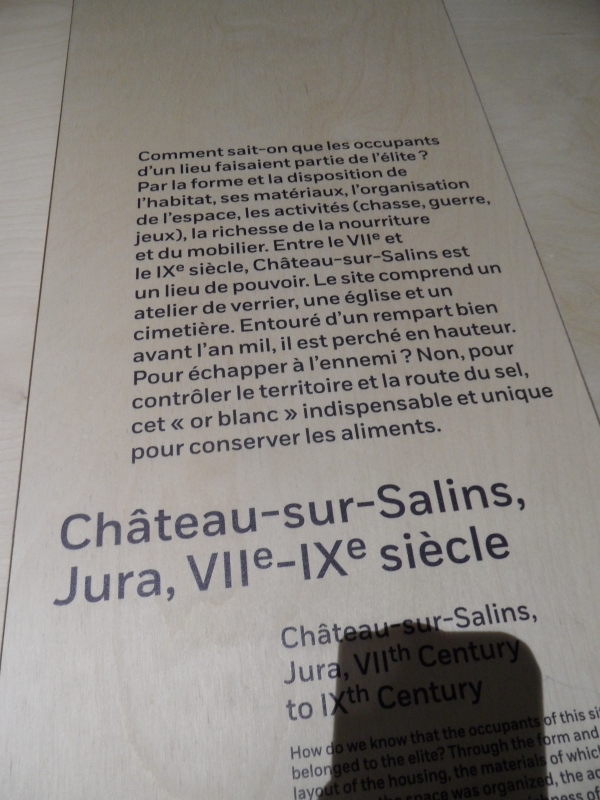 Comment sait-on que les occupants
d'un lieu faisaient partie de l'élite ?
Par la forme et la disposition de
l'habitat, ses matériaux, l'organisation
de l'espace, les activités (chasse, guerre,
jeux), la richesse de la nourriture
et du mobilier. Entre le VIIe et
le IXe siècle, Château-sur-Salins est
un lieu de pouvoir. Le site comprend un
atelier de verrier, une église et un
cimetière. Entouré d'un rempart bien
avant l'an mil, il est perché en hauteur.
Pour échapper à l'ennemi ? Non, pour
contrôler le territoire et la route du sel,
cet « or blanc » indispensable et unique
pour conserver les aliments.
Château-sur-Salins,
Jura, VIIe-IXe siècle
Château-sur-Salins,
Jura, VIIth Century
to IXth Century
How do we know that the occupants of this
belonged to the elite? Through the form and
layout of the housing, the materials of
the space was organized, the
of